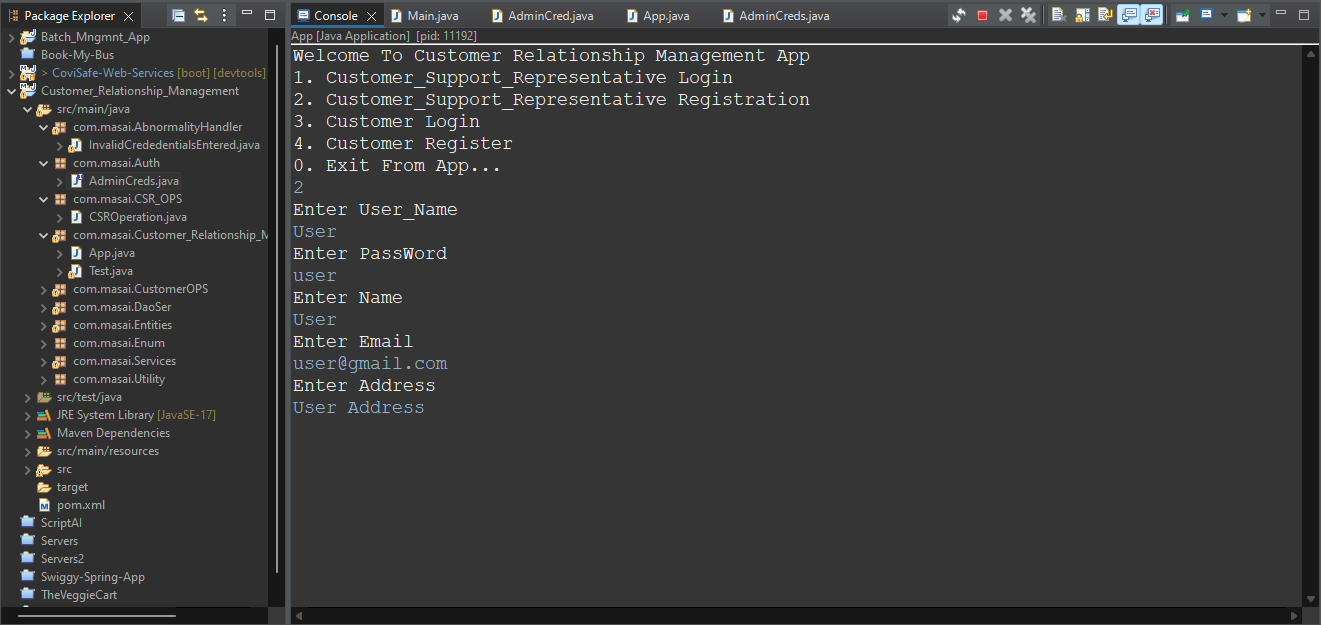 Package Explorer
Console
Main.java
AdminCred.java
App.java
AdminCreds.java
Batch_Mngmnt_App
Book-My-Bus
> CoviSafe-Web-Services [boot] [devtools]
Customer_Relationship_Management
src/main/java
com.masai.AbnormalityHandler
InvalidCrededentialsEntered.java
com.masai.Auth
AdminCreds.java
com.masai.CSR_OPS
CSROperation.java
com.masai.Customer_Relationship_M
App.java
Test.java
com.masai.CustomerOPS
com.masai.DaoSer
com.masai.Entities
com.masai.Enum
com.masai.Services
com.masai.Utility
src/test/java
JRE System Library [JavaSE-17]
Maven Dependencies
src/main/resources
src
target
pom.xml
ScriptAI
Servers
Servers2
Swiggy-Spring-App
TheVeggieCart
App [Java Application] [pid: 11192]
Welcome To Customer Relationship Management App
1. Customer_Support_Representative Login
2. Customer_Support_Representative Registration
3. Customer Login
4. Customer Register
0. Exit From App...
2
Enter User_Name
User
Enter PassWord
user
Enter Name
User
Enter Email
user@gmail.com
Enter Address
User Address